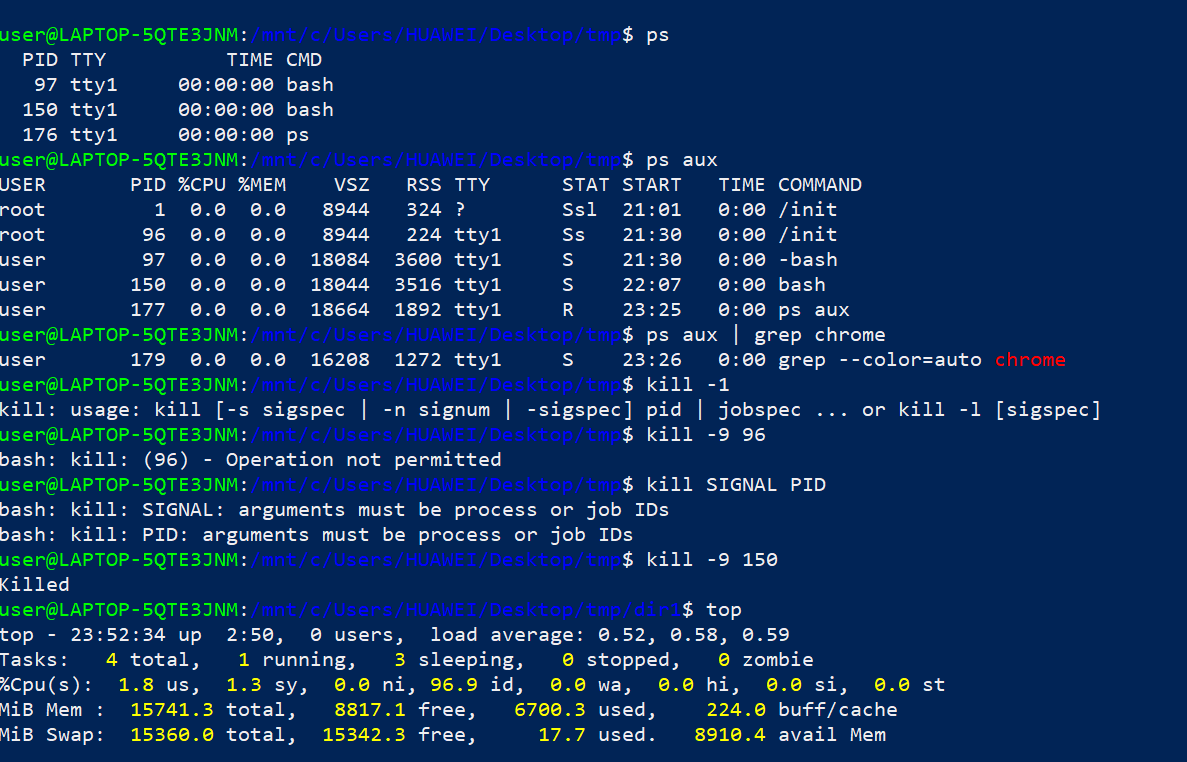 user@LAPTOP-5QTE3JNM:/mnt/c/Users/HUAWEI/Desktop/tmp$ ps
  PID TTY          TIME CMD
   97 tty1     00:00:00 bash
  150 tty1     00:00:00 bash
  176 tty1     00:00:00 ps
user@LAPTOP-5QTE3JNM:/mnt/c/Users/HUAWEI/Desktop/tmp$ ps aux
USER       PID %CPU %MEM    VSZ   RSS TTY      STAT START   TIME COMMAND
root         1  0.0  0.0   8944   324 ?        Ssl  21:01   0:00 /init
root        96  0.0  0.0   8944   224 tty1     Ss   21:30   0:00 /init
user        97  0.0  0.0  18084  3600 tty1     S    21:30   0:00 -bash
user       150  0.0  0.0  18044  3516 tty1     S    22:07   0:00 bash
user       177  0.0  0.0  18664  1892 tty1     R    23:25   0:00 ps aux
user@LAPTOP-5QTE3JNM:/mnt/c/Users/HUAWEI/Desktop/tmp$ ps aux | grep chrome
user       179  0.0  0.0  16208  1272 tty1     S    23:26   0:00 grep --color=auto chrome
user@LAPTOP-5QTE3JNM:/mnt/c/Users/HUAWEI/Desktop/tmp$ kill -1
kill: usage: kill [-s sigspec | -n signum | -sigspec] pid | jobspec ... or kill -l [sigspec]
user@LAPTOP-5QTE3JNM:/mnt/c/Users/HUAWEI/Desktop/tmp$ kill -9 96
bash: kill: (96) - Operation not permitted
user@LAPTOP-5QTE3JNM:/mnt/c/Users/HUAWEI/Desktop/tmp$ kill SIGNAL PID
bash: kill: SIGNAL: arguments must be process or job IDs
bash: kill: PID: arguments must be process or job IDs
user@LAPTOP-5QTE3JNM:/mnt/c/Users/HUAWEI/Desktop/tmp$ kill -9 150
Killed
user@LAPTOP-5QTE3JNM:/mnt/c/Users/HUAWEI/Desktop/tmp/dir1$ top
top - 23:52:34 up  2:50,  0 users,  load average: 0.52, 0.58, 0.59
Tasks:   4 total,   1 running,   3 sleeping,   0 stopped,   0 zombie
%Cpu(s):  1.8 us,  1.3 sy,  0.0 ni, 96.9 id,  0.0 wa,  0.0 hi,  0.0 si,  0.0 st
MiB Mem :  15741.3 total,   8817.1 free,   6700.3 used,    224.0 buff/cache
MiB Swap:  15360.0 total,  15342.3 free,     17.7 used.   8910.4 avail Mem